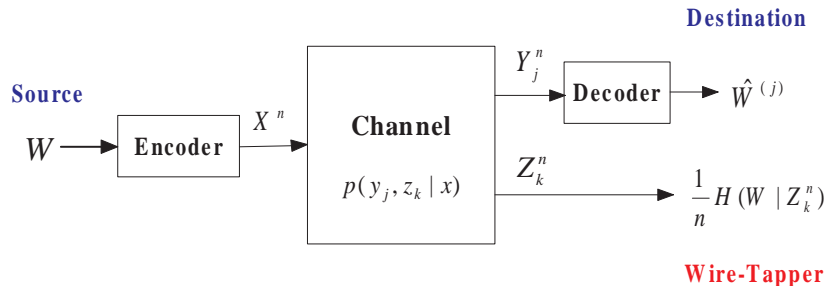 Destination
Source
W
Encoder
X^n
Channel
p(y_j, z_k | x)
Y_j^n
Decoder
Ŵ^(j)
Z_k^n
1/n H(W | Z_k^n)
Wire-Tapper